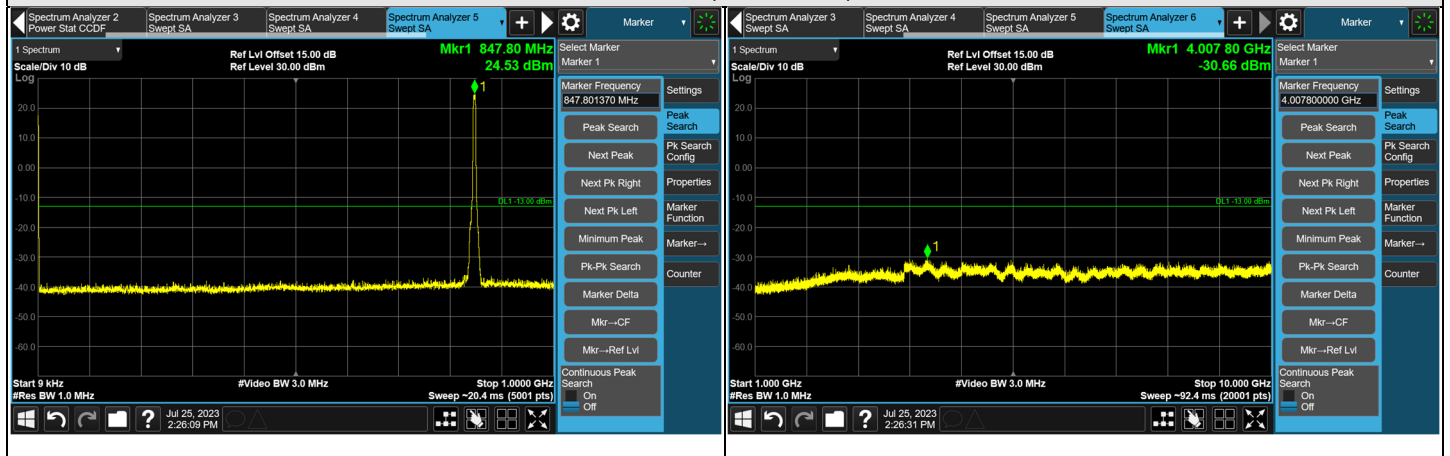 Spectrum Analyzer 2
Power Stat CCDF
Spectrum Analyzer 3
Swept SA
Spectrum Analyzer 4
Swept SA
Spectrum Analyzer 5
Swept SA
+
Marker
1 Spectrum
Scale/Div 10 dB
Log
Ref Lvl Offset 15.00 dB
Ref Level 30.00 dBm
Mkr1 847.80 MHz
24.53 dBm
1
20.0
10.0
0.00
-10.0
-20.0
-30.0
-40.0
-50.0
-60.0
DL1 -13.00 dBm
Start 9 kHz
#Res BW 1.0 MHz
#Video BW 3.0 MHz
Stop 1.0000 GHz
Sweep ~20.4 ms (5001 pts)
Select Marker
Marker 1
Marker Frequency
847.801370 MHz
Peak Search
Next Peak
Next Pk Right
Next Pk Left
Minimum Peak
Pk-Pk Search
Marker Delta
Mkr→CF
Mkr→Ref Lvl
Continuous Peak
Search
On
Off
Settings
Peak
Search
Pk Search
Config
Properties
Marker
Function
Marker→
Counter
?
Jul 25, 2023
2:26:09 PM
Spectrum Analyzer 3
Swept SA
Spectrum Analyzer 4
Swept SA
Spectrum Analyzer 5
Swept SA
Spectrum Analyzer 6
Swept SA
+
Marker
1 Spectrum
Scale/Div 10 dB
Log
Ref Lvl Offset 15.00 dB
Ref Level 30.00 dBm
Mkr1 4.007 80 GHz
-30.66 dBm
1
20.0
10.0
0.00
-10.0
-20.0
-30.0
-40.0
-50.0
-60.0
DL1 -13.00 dBm
Start 1.000 GHz
#Res BW 1.0 MHz
#Video BW 3.0 MHz
Stop 10.000 GHz
Sweep ~92.4 ms (20001 pts)
Select Marker
Marker 1
Marker Frequency
4.007800000 GHz
Peak Search
Next Peak
Next Pk Right
Next Pk Left
Minimum Peak
Pk-Pk Search
Marker Delta
Mkr→CF
Mkr→Ref Lvl
Continuous Peak
Search
On
Off
Settings
Peak
Search
Pk Search
Config
Properties
Marker
Function
Marker→
Counter
?
Jul 25, 2023
2:26:31 PM